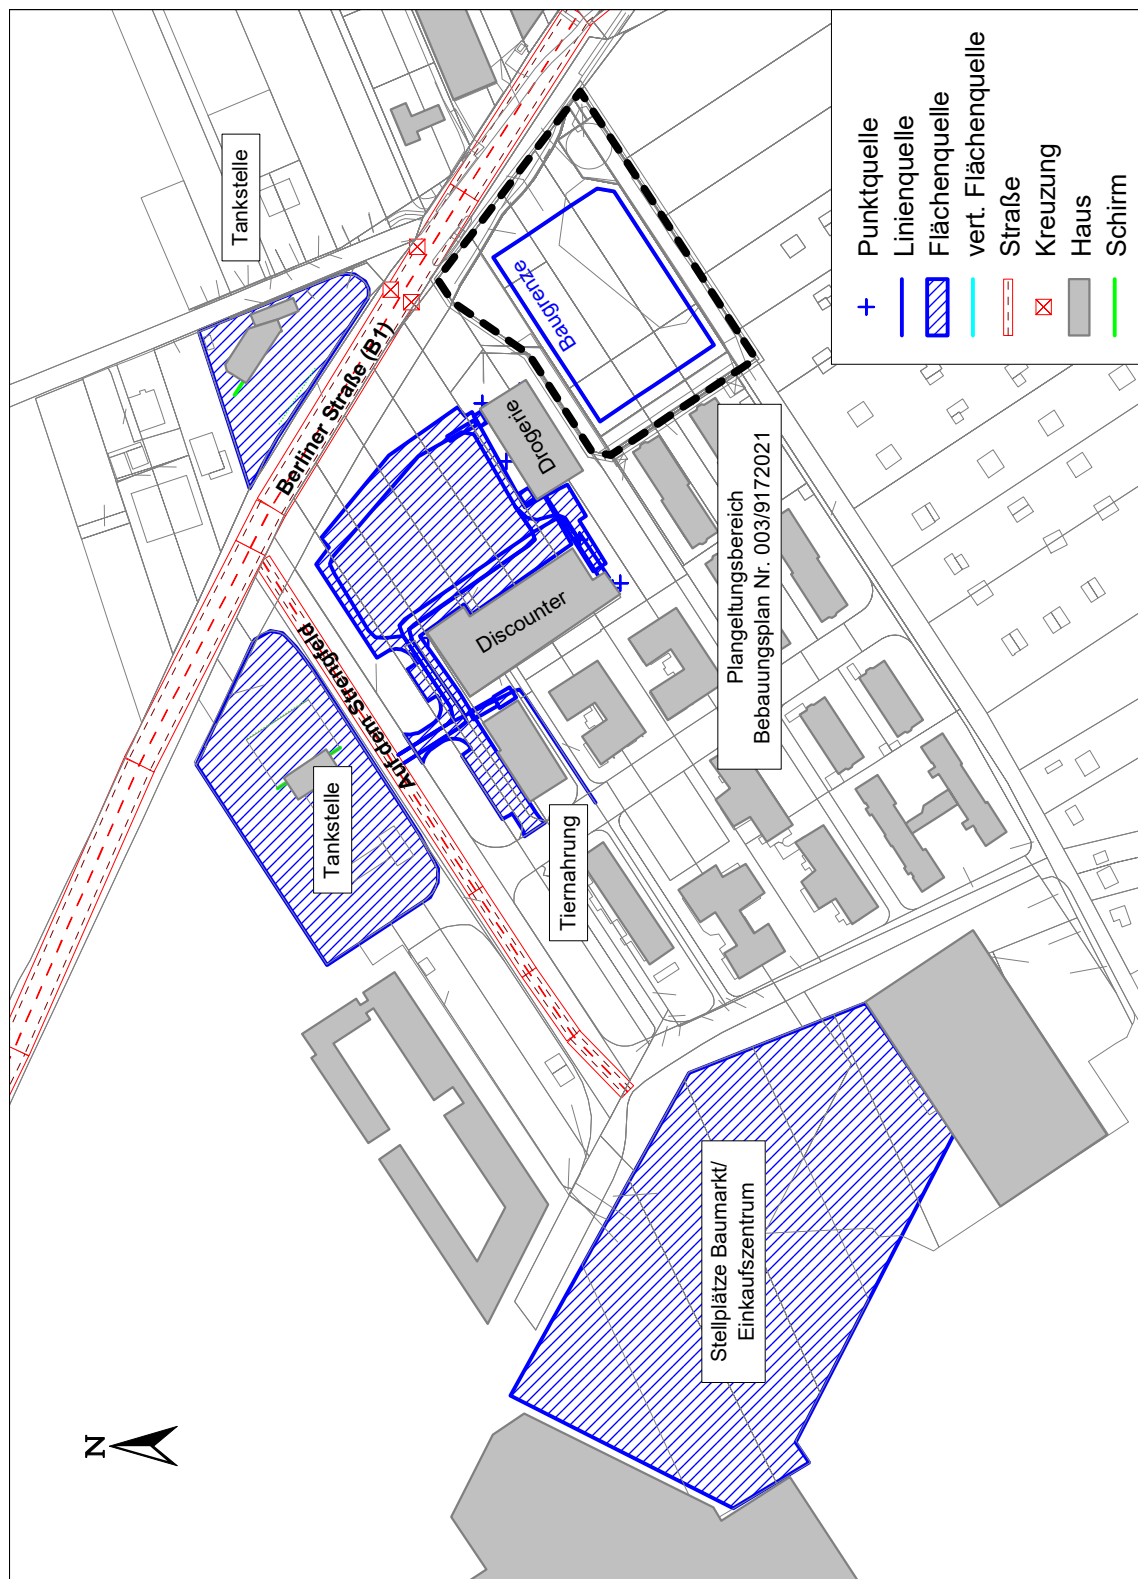 N
Tankstelle
Berliner Straße (B1)
Auf dem Strengfeld
Tankstelle
Tiernahrung
Discounter
Drogerie
Baugrenze
Plangeltungsbereich
Bebauungsplan Nr. 003/9172021
Stellplätze Baumarkt/
Einkaufszentrum
Punktquelle
Linienquelle
Flächenquelle
vert. Flächenquelle
Straße
Kreuzung
Haus
Schirm